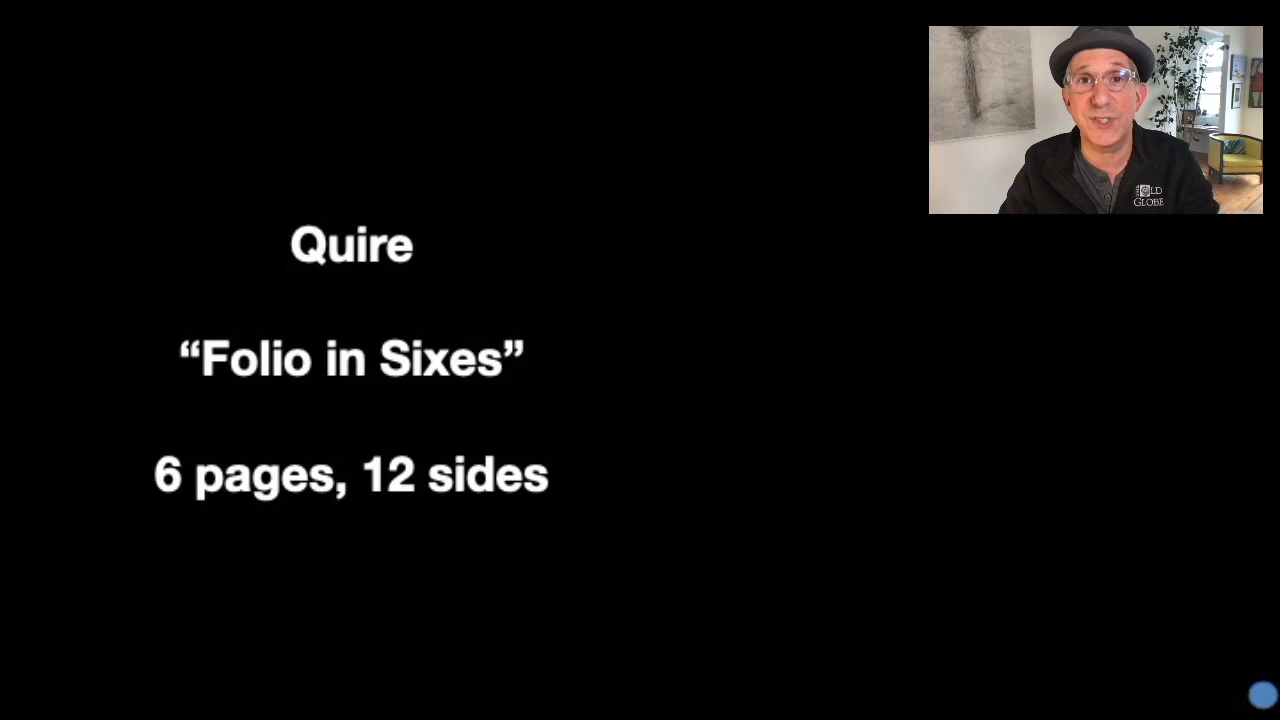 Quire
“Folio in Sixes”
6 pages, 12 sides
OLD
GLOBE